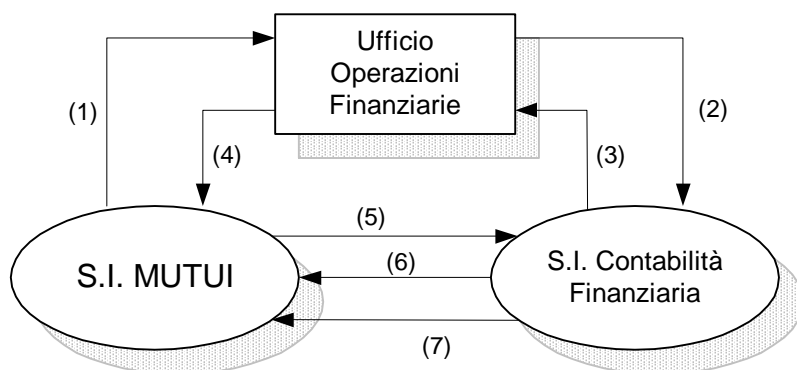 Ufficio
Operazioni
Finanziarie
(1)
(2)
(4)
(3)
(5)
S.I. MUTUI
(6)
S.I. Contabilità
Finanziaria
(7)